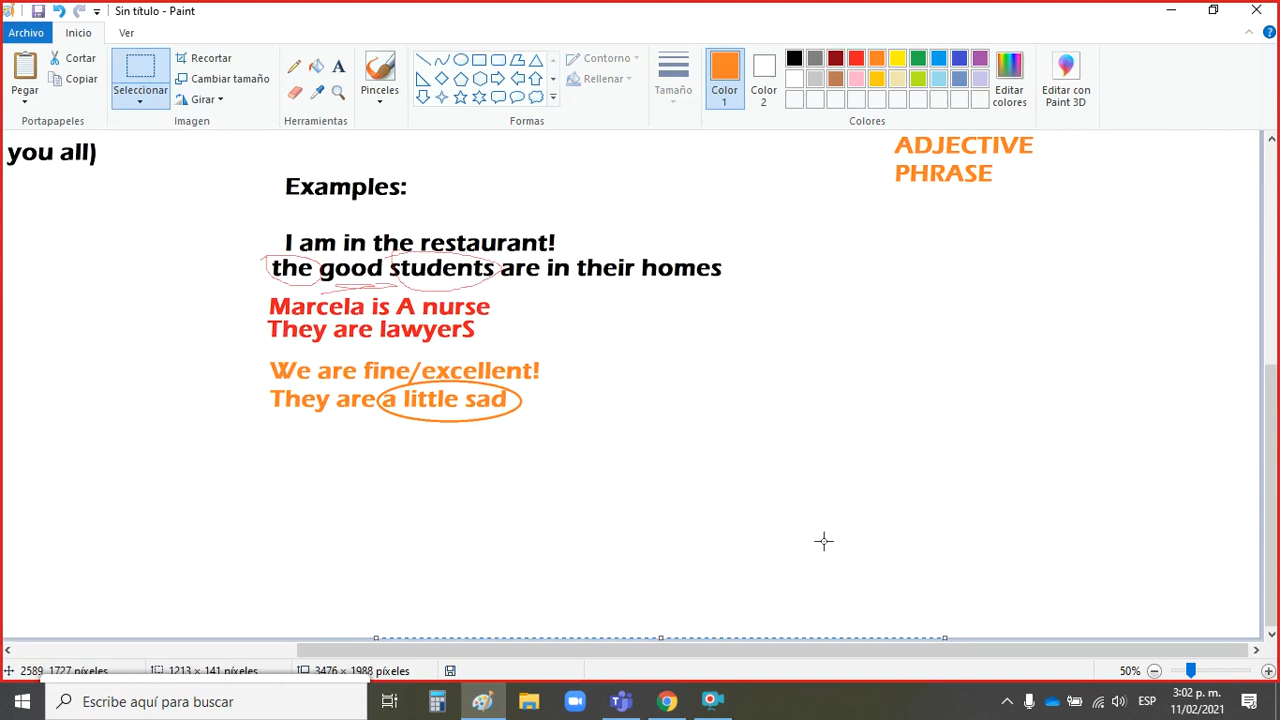 Sin título - Paint
Archivo Inicio Ver
Pegar
Cortar
Copiar
Portapapeles
Seleccionar
Recortar
Cambiar tamaño
Girar
Imagen
A
Herramientas
Pinceles
Contorno
Rellenar
Formas
Tamaño
Color
1
Color
2
Colores
Editar
colores
Editar con
Paint 3D
you all)
ADJECTIVE
PHRASE
Examples:
I am in the restaurant!
the good students are in their homes
Marcela is A nurse
They are lawyerS
We are fine/excellent!
They are a little sad
2589, 1727 píxeles
1213 × 141 píxeles
3476 × 1988 píxeles
50%
Escribe aquí para buscar
ESP
3:02 p. m.
11/02/2021